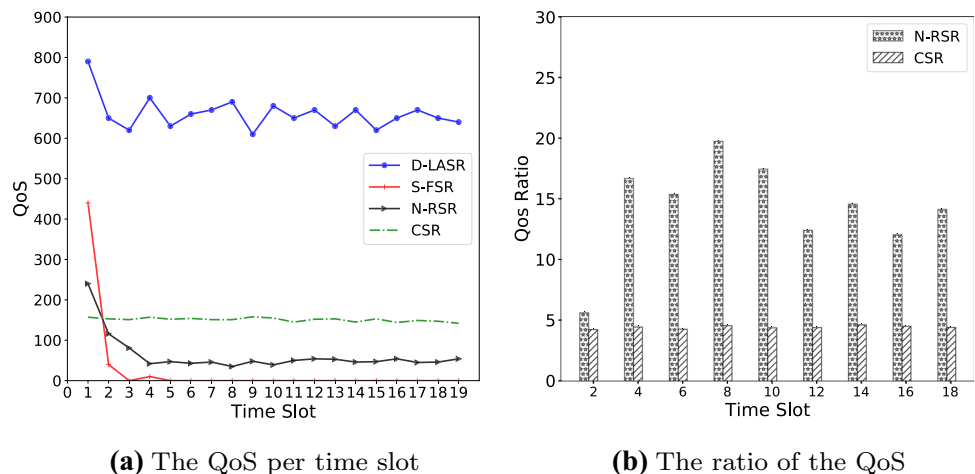 900
800
700
600
500
400
300
200
100
0
QoS
D-LASR
S-FSR
N-RSR
CSR
0 1 2 3 4 5 6 7 8 9 10 11 12 13 14 15 16 17 18 19
Time Slot
(a) The QoS per time slot
30
25
20
15
10
5
0
Qos Ratio
N-RSR
CSR
2 4 6 8 10 12 14 16 18
Time Slot
(b) The ratio of the QoS